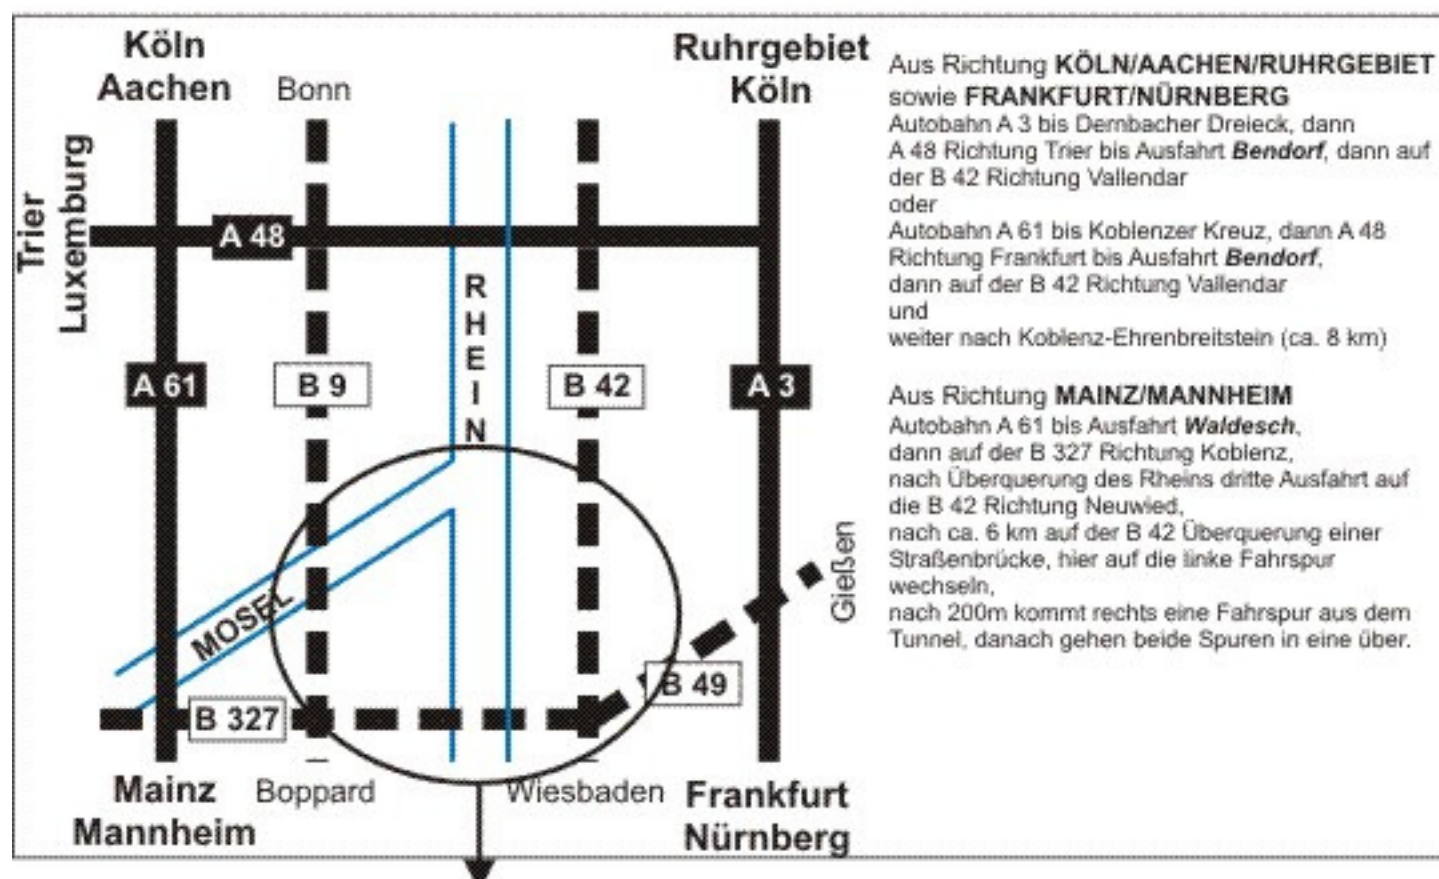 Köln
Aachen
Bonn
Ruhrgebiet
Köln
Trier
Luxemburg
A 48
RHEIN
A 61
B 9
B 42
A 3
MOSEL
Gießen
B 49
B 327
Mainz
Mannheim
Boppard
Wiesbaden
Frankfurt
Nürnberg
Aus Richtung KÖLN/AACHEN/RUHRGEBIET
sowie FRANKFURT/NÜRNBERG
Autobahn A 3 bis Dernbacher Dreieck, dann
A 48 Richtung Trier bis Ausfahrt Bendorf, dann auf
der B 42 Richtung Vallendar
oder
Autobahn A 61 bis Koblenzer Kreuz, dann A 48
Richtung Frankfurt bis Ausfahrt Bendorf,
dann auf der B 42 Richtung Vallendar
und
weiter nach Koblenz-Ehrenbreitstein (ca. 8 km)
Aus Richtung MAINZ/MANNHEIM
Autobahn A 61 bis Ausfahrt Waldesch,
dann auf der B 327 Richtung Koblenz,
nach Überquerung des Rheins dritte Ausfahrt auf
die B 42 Richtung Neuwied,
nach ca. 6 km auf der B 42 Überquerung einer
Straßenbrücke, hier auf die linke Fahrspur
wechseln,
nach 200m kommt rechts eine Fahrspur aus dem
Tunnel, danach gehen beide Spuren in eine über.